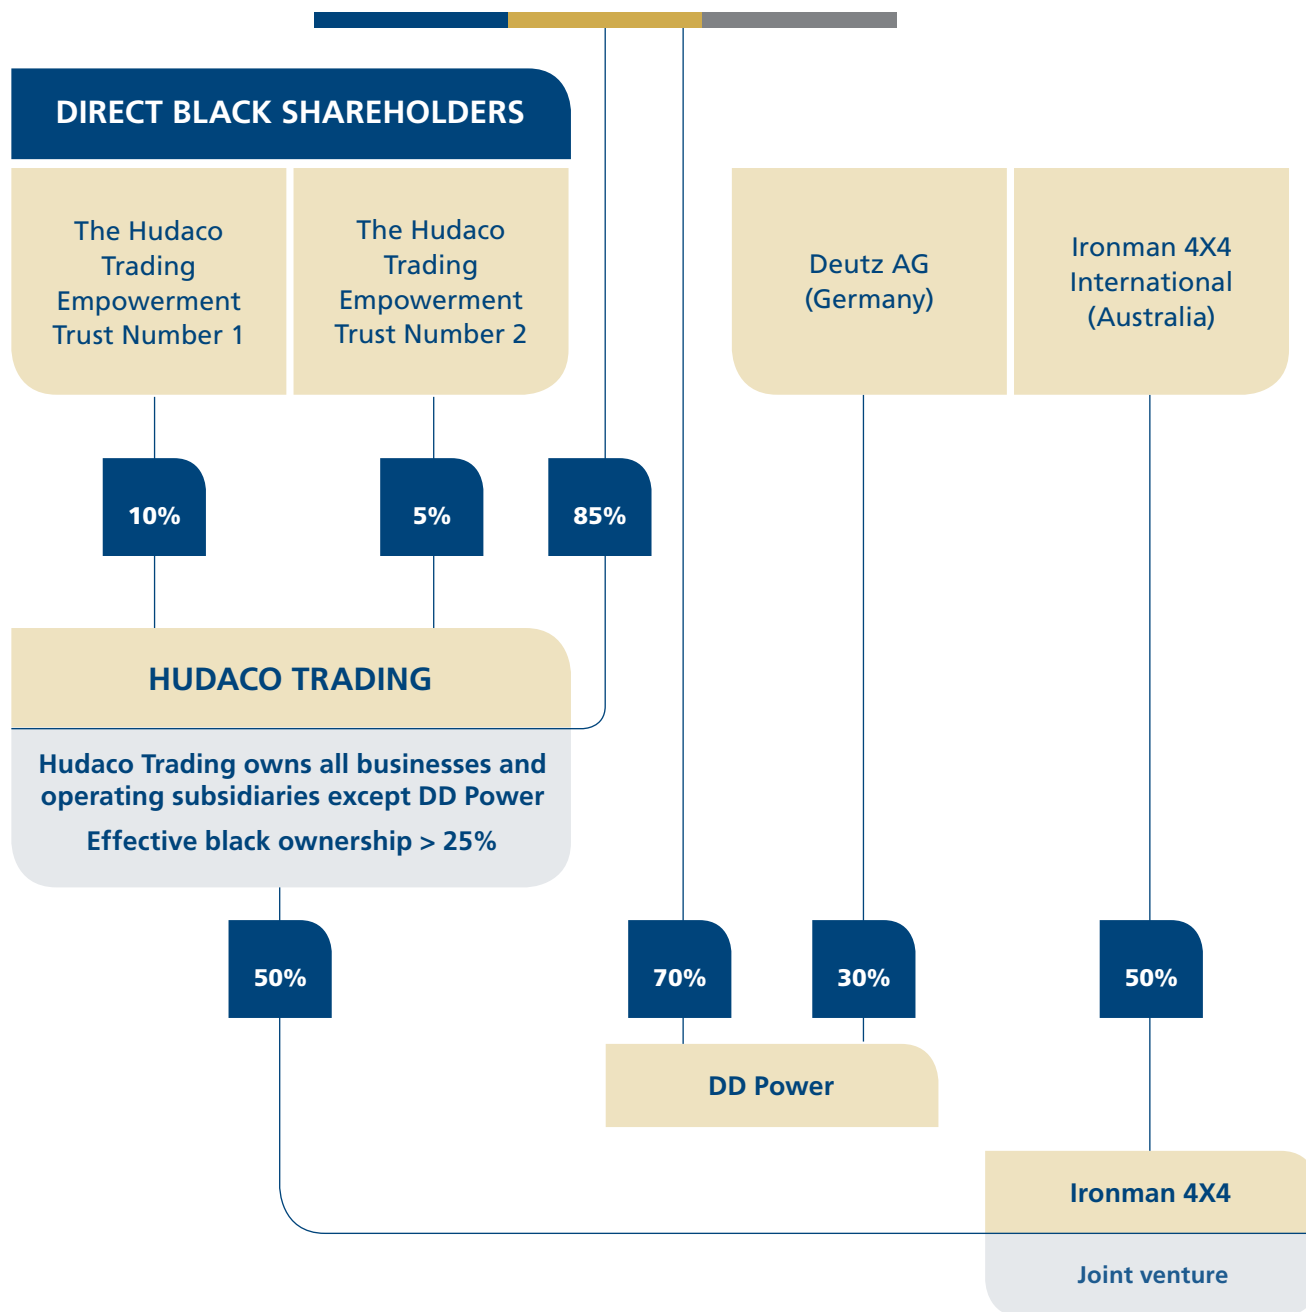 DIRECT BLACK SHAREHOLDERS
The Hudaco
Trading
Empowerment
Trust Number 1
The Hudaco
Trading
Empowerment
Trust Number 2
Deutz AG
(Germany)
Ironman 4X4
International
(Australia)
10%
5%
85%
HUDACO TRADING
Hudaco Trading owns all businesses and
operating subsidiaries except DD Power
Effective black ownership > 25%
50%
70%
30%
50%
DD Power
Ironman 4X4
Joint venture